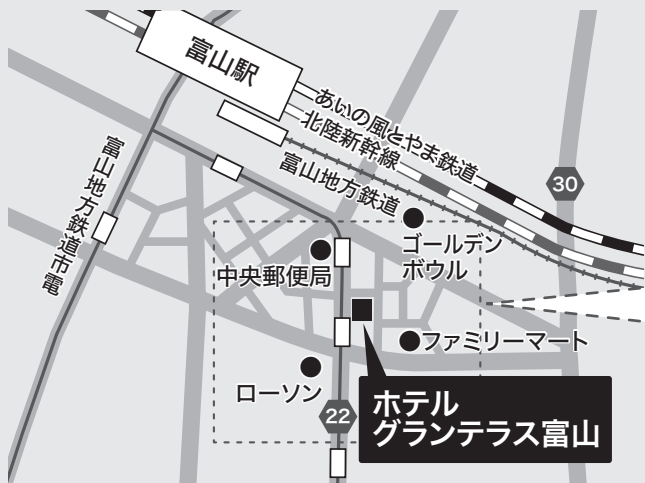 富山駅
あいの風とやま鉄道
北陸新幹線
富山地方鉄道
富山地方鉄道市電
30
ゴールデン
ボウル
中央郵便局
ファミリーマート
ローソン
22
ホテル
グランテラス富山